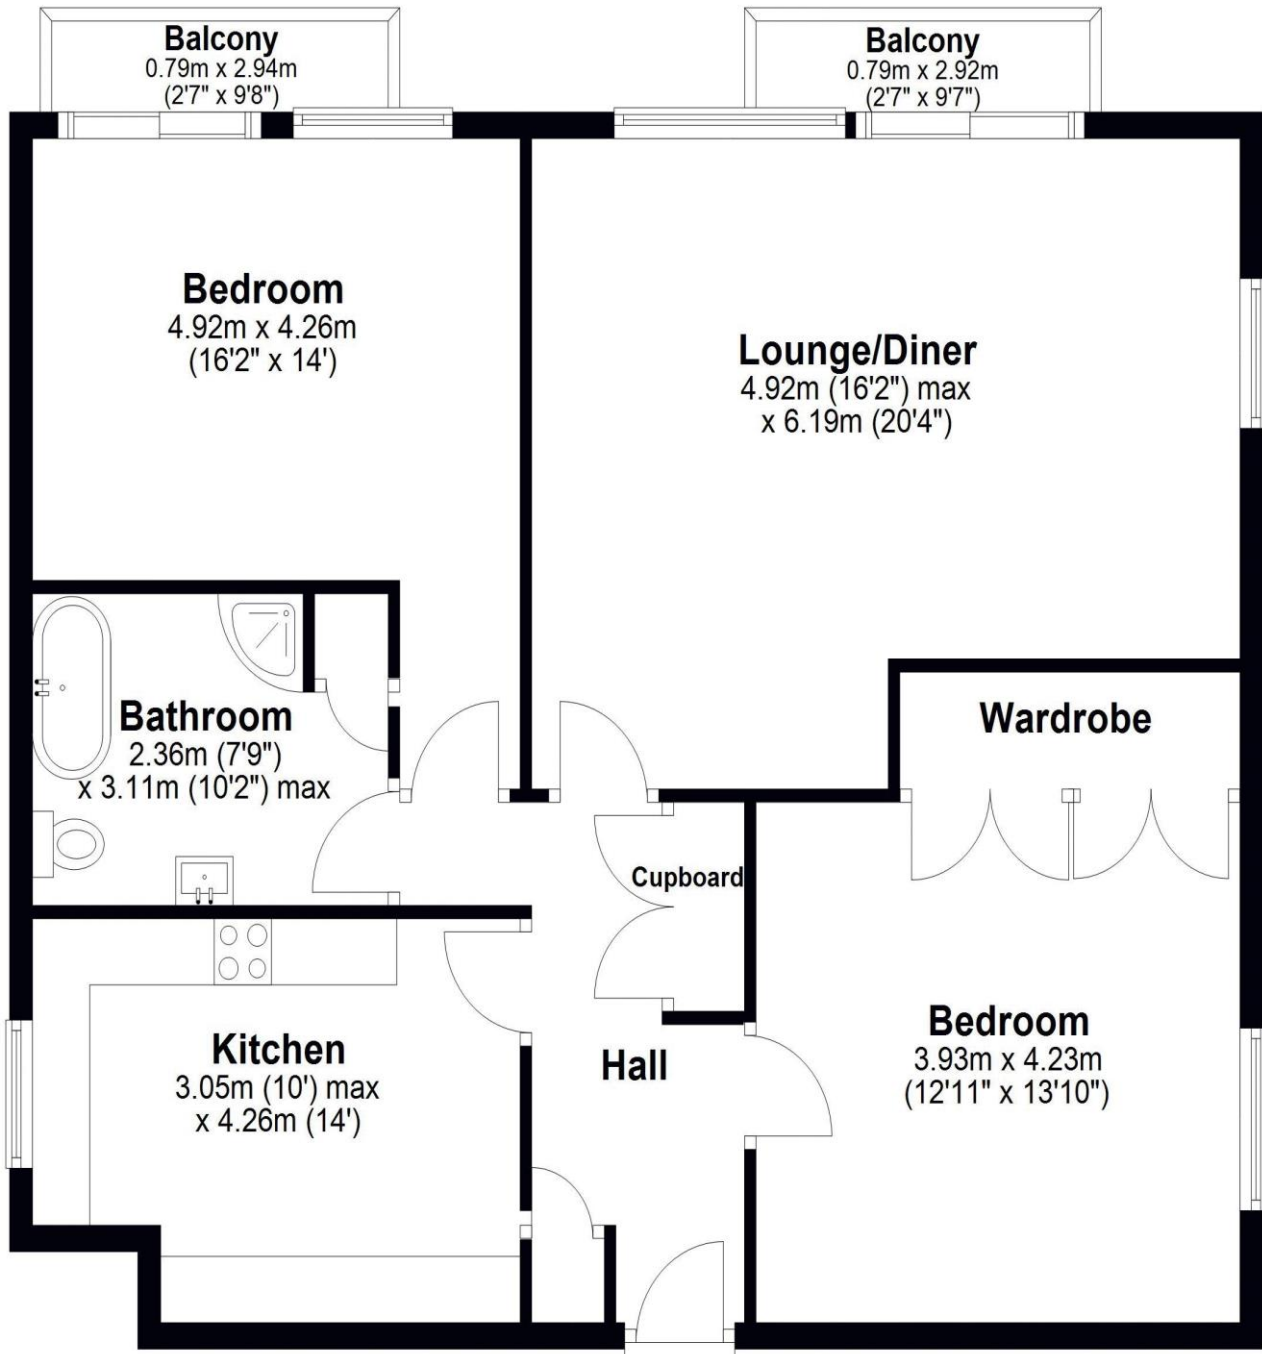 Balcony
0.79m x 2.94m
(2'7" x 9'8")
Balcony
0.79m x 2.92m
(2'7" x 9'7")
Bedroom
4.92m x 4.26m
(16'2" x 14')
Lounge/Diner
4.92m (16'2") max
x 6.19m (20'4")
Bathroom
2.36m (7'9")
x 3.11m (10'2") max
Wardrobe
Cupboard
Kitchen
3.05m (10') max
x 4.26m (14')
Hall
Bedroom
3.93m x 4.23m
(12'11" x 13'10")